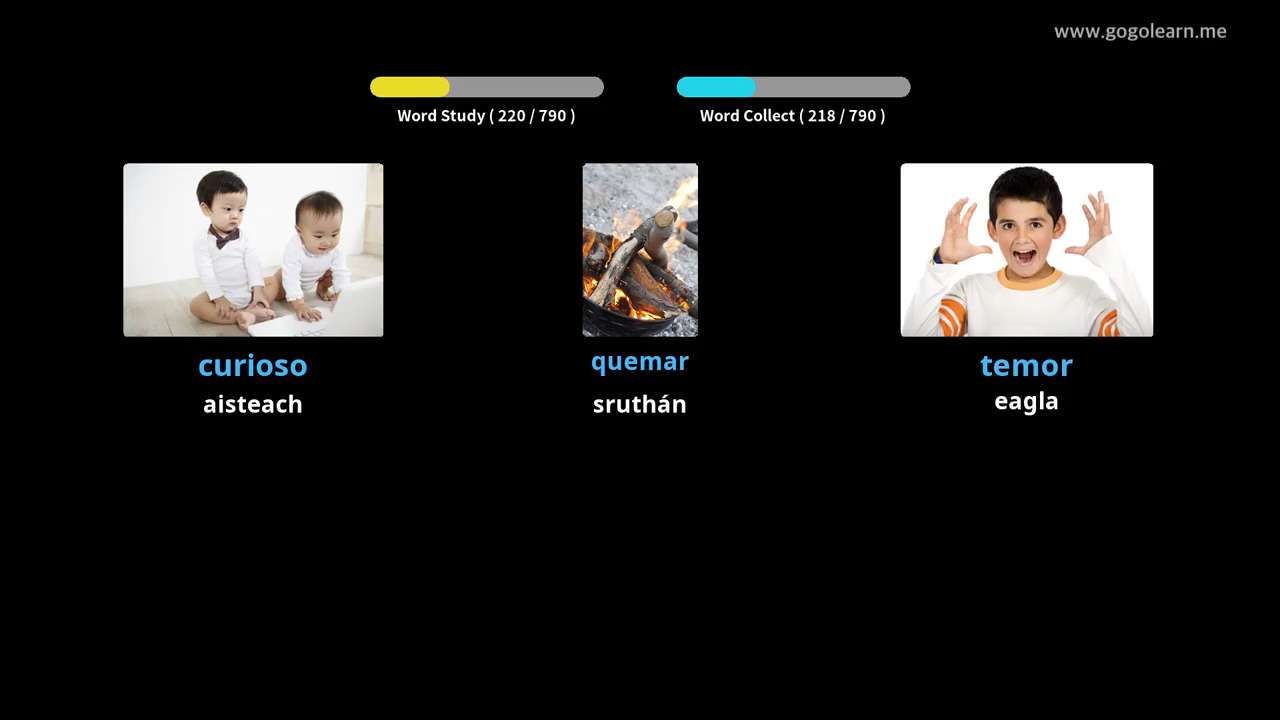 www.gogolearn.me
Word Study ( 220 / 790 )
Word Collect ( 218 / 790 )
curioso
quemar
temor
aisteach
sruthán
eagla